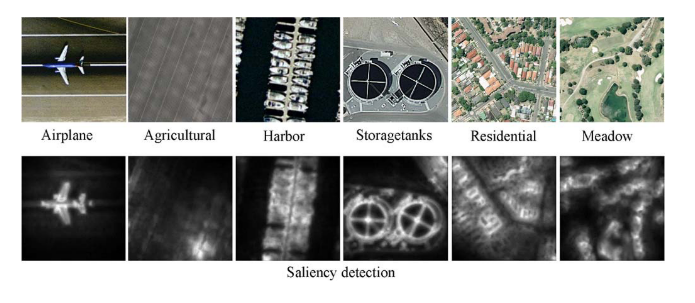 Airplane Agricultural Harbor Storagetanks Residential Meadow
Saliency detection